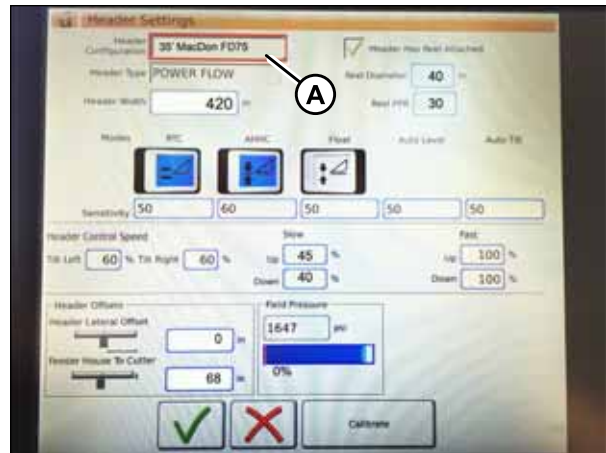 Header Settings
Header Configuration 35' MacDon FD75
Header Has Reel Attached
Header Type POWER FLOW
Reel Diameter 40 in
Header Width 420 in
Reel PPR 30
A
Modes RTC AHHC Float Auto Level Auto Tilt
Sensitivity 50 60 50 50 50
Header Control Speed
Slow
Fast
Tilt Left 60 % Tilt Right 60 %
Up 45 %
Up 100 %
Down 40 %
Down 100 %
Header Offsets
Field Pressure
Header Lateral Offset
0 in
1647 psi
Feeder House To Cutter
68 in
0%
Calibrate